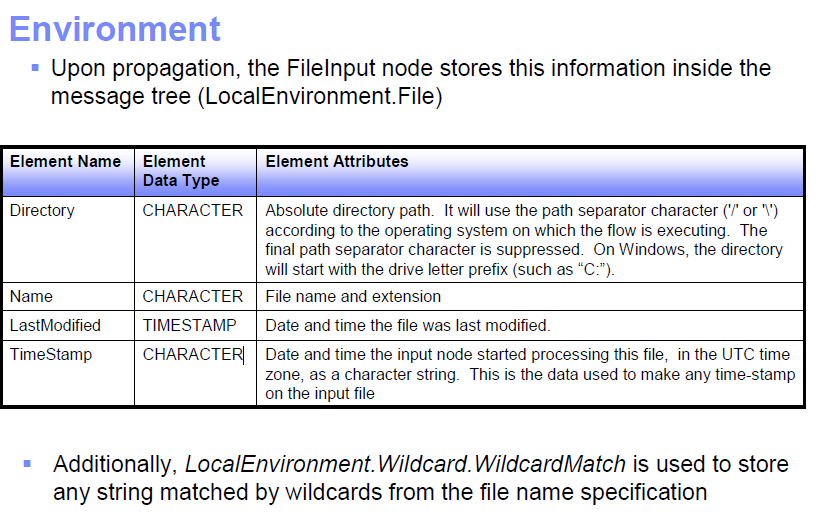 Environment
▪ Upon propagation, the FileInput node stores this information inside the
message tree (LocalEnvironment.File)
Element Name Element Element Attributes
Data Type
Directory CHARACTER Absolute directory path. It will use the path separator character ('/' or '\')
according to the operating system on which the flow is executing. The
final path separator character is suppressed. On Windows, the directory
will start with the drive letter prefix (such as “C:”).
Name CHARACTER File name and extension
LastModified TIMESTAMP Date and time the file was last modified.
TimeStamp CHARACTER Date and time the input node started processing this file, in the UTC time
zone, as a character string. This is the data used to make any time-stamp
on the input file
▪ Additionally, LocalEnvironment.Wildcard.WildcardMatch is used to store
any string matched by wildcards from the file name specification